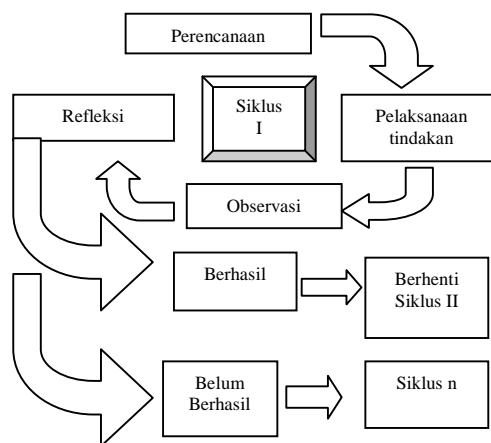 Perencanaan
Refleksi
Siklus
I
Pelaksanaan
tindakan
Observasi
Berhasil
Berhenti
Siklus II
Belum
Berhasil
Siklus n